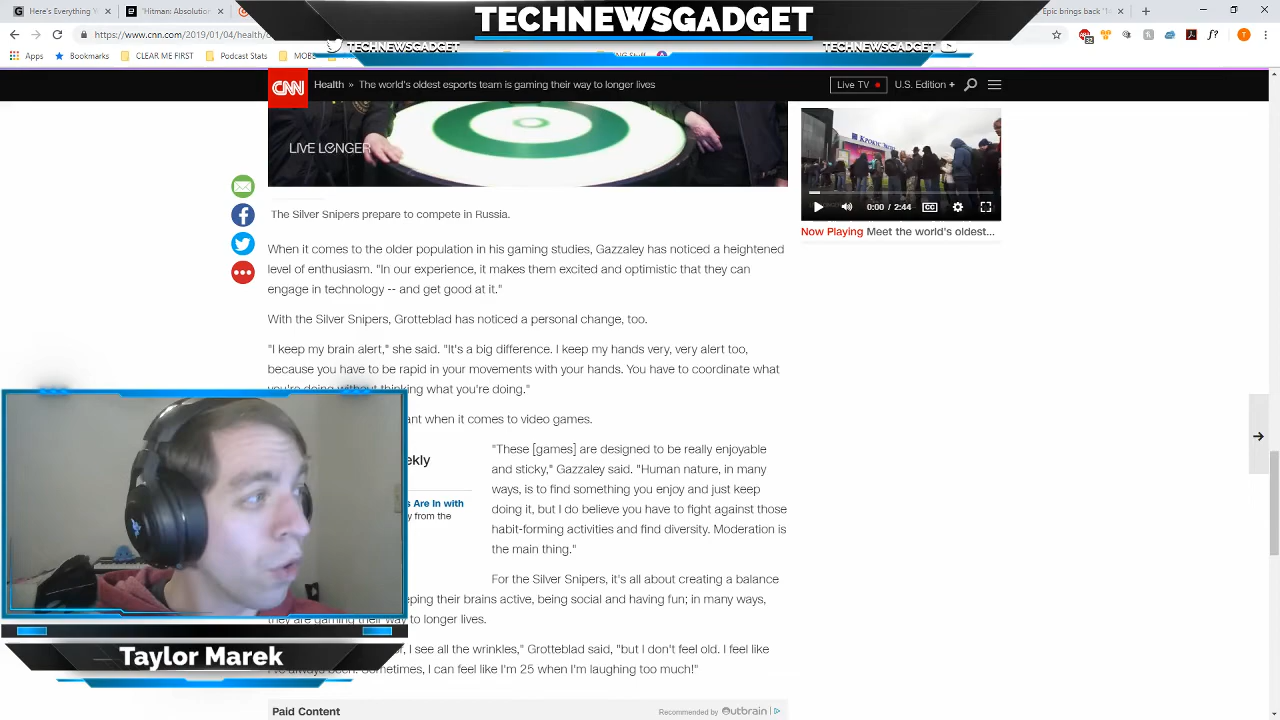 Here's Everything You
"Hitman: Absolution" is
Epic brings back 'U
TECHNEWSGADGET
https://www.cnn.com/2019/01/04/health/
TECHNEWSGADGET
TECHNEWSGADGET
Apps
Bookmarks
CLEAR ME FIRST
Podcast Stats
CNN
Health » The world's oldest esports team is gaming their way to longer lives
Live TV
U.S. Edition +
LIVE LONGER
0:00 / 2:44
CC
Now Playing Meet the world's oldest...
The Silver Snipers prepare to compete in Russia.
When it comes to the older population in his gaming studies, Gazzaley has noticed a heightened
level of enthusiasm. "In our experience, it makes them excited and optimistic that they can
engage in technology -- and get good at it."
With the Silver Snipers, Grotteblad has noticed a personal change, too.
"I keep my brain alert," she said. "It's a big difference. I keep my hands very, very alert too,
because you have to be rapid in your movements with your hands. You have to coordinate what
you're doing without thinking what you're doing."
ant when it comes to video games.
"These [games] are designed to be really enjoyable
and sticky," Gazzaley said. "Human nature, in many
ways, is to find something you enjoy and just keep
doing it, but I do believe you have to fight against those
habit-forming activities and find diversity. Moderation is
the main thing."
ekly
s Are In with
y from the
For the Silver Snipers, it's all about creating a balance
eping their brains active, being social and having fun; in many ways,
they are gaming their way to longer lives.
r, I see all the wrinkles," Grotteblad said, "but I don't feel old. I feel like
I've always been. Sometimes, I can feel like I'm 25 when I'm laughing too much!"
Taylor Marek
Paid Content
Recommended by Outbrain